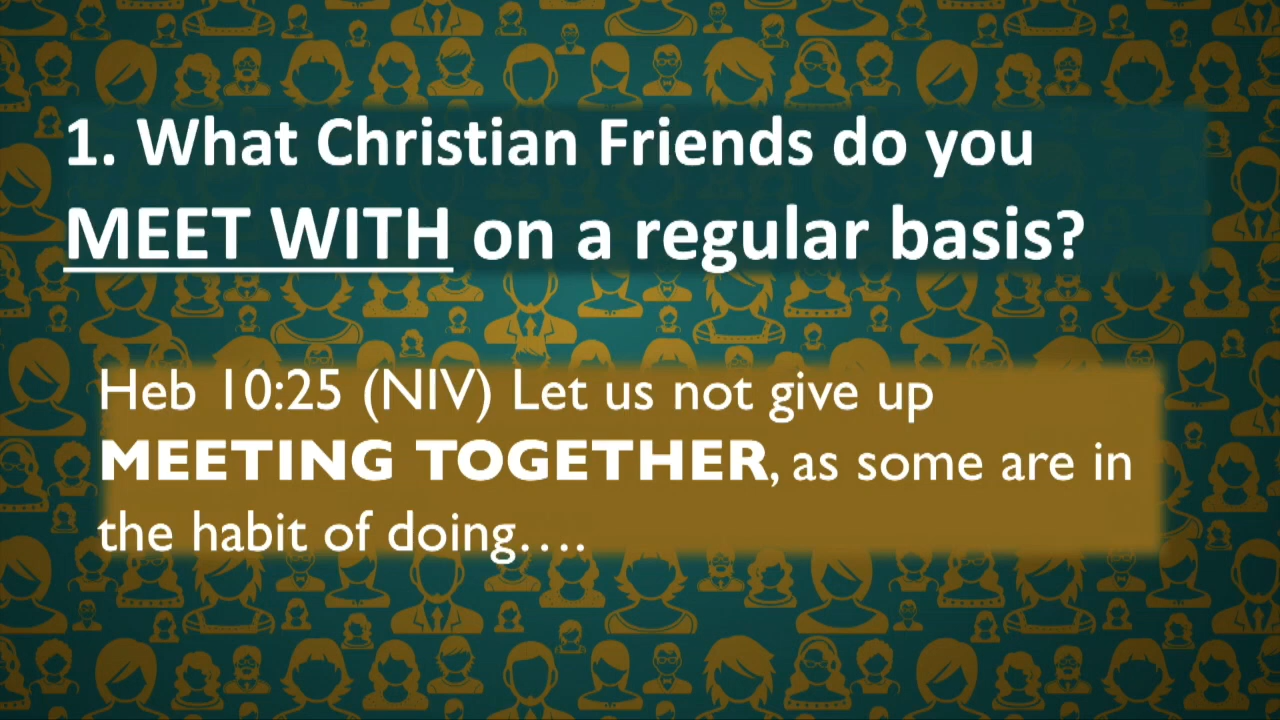 1. What Christian Friends do you
MEET WITH on a regular basis?
Heb 10:25 (NIV) Let us not give up
MEETING TOGETHER, as some are in
the habit of doing....